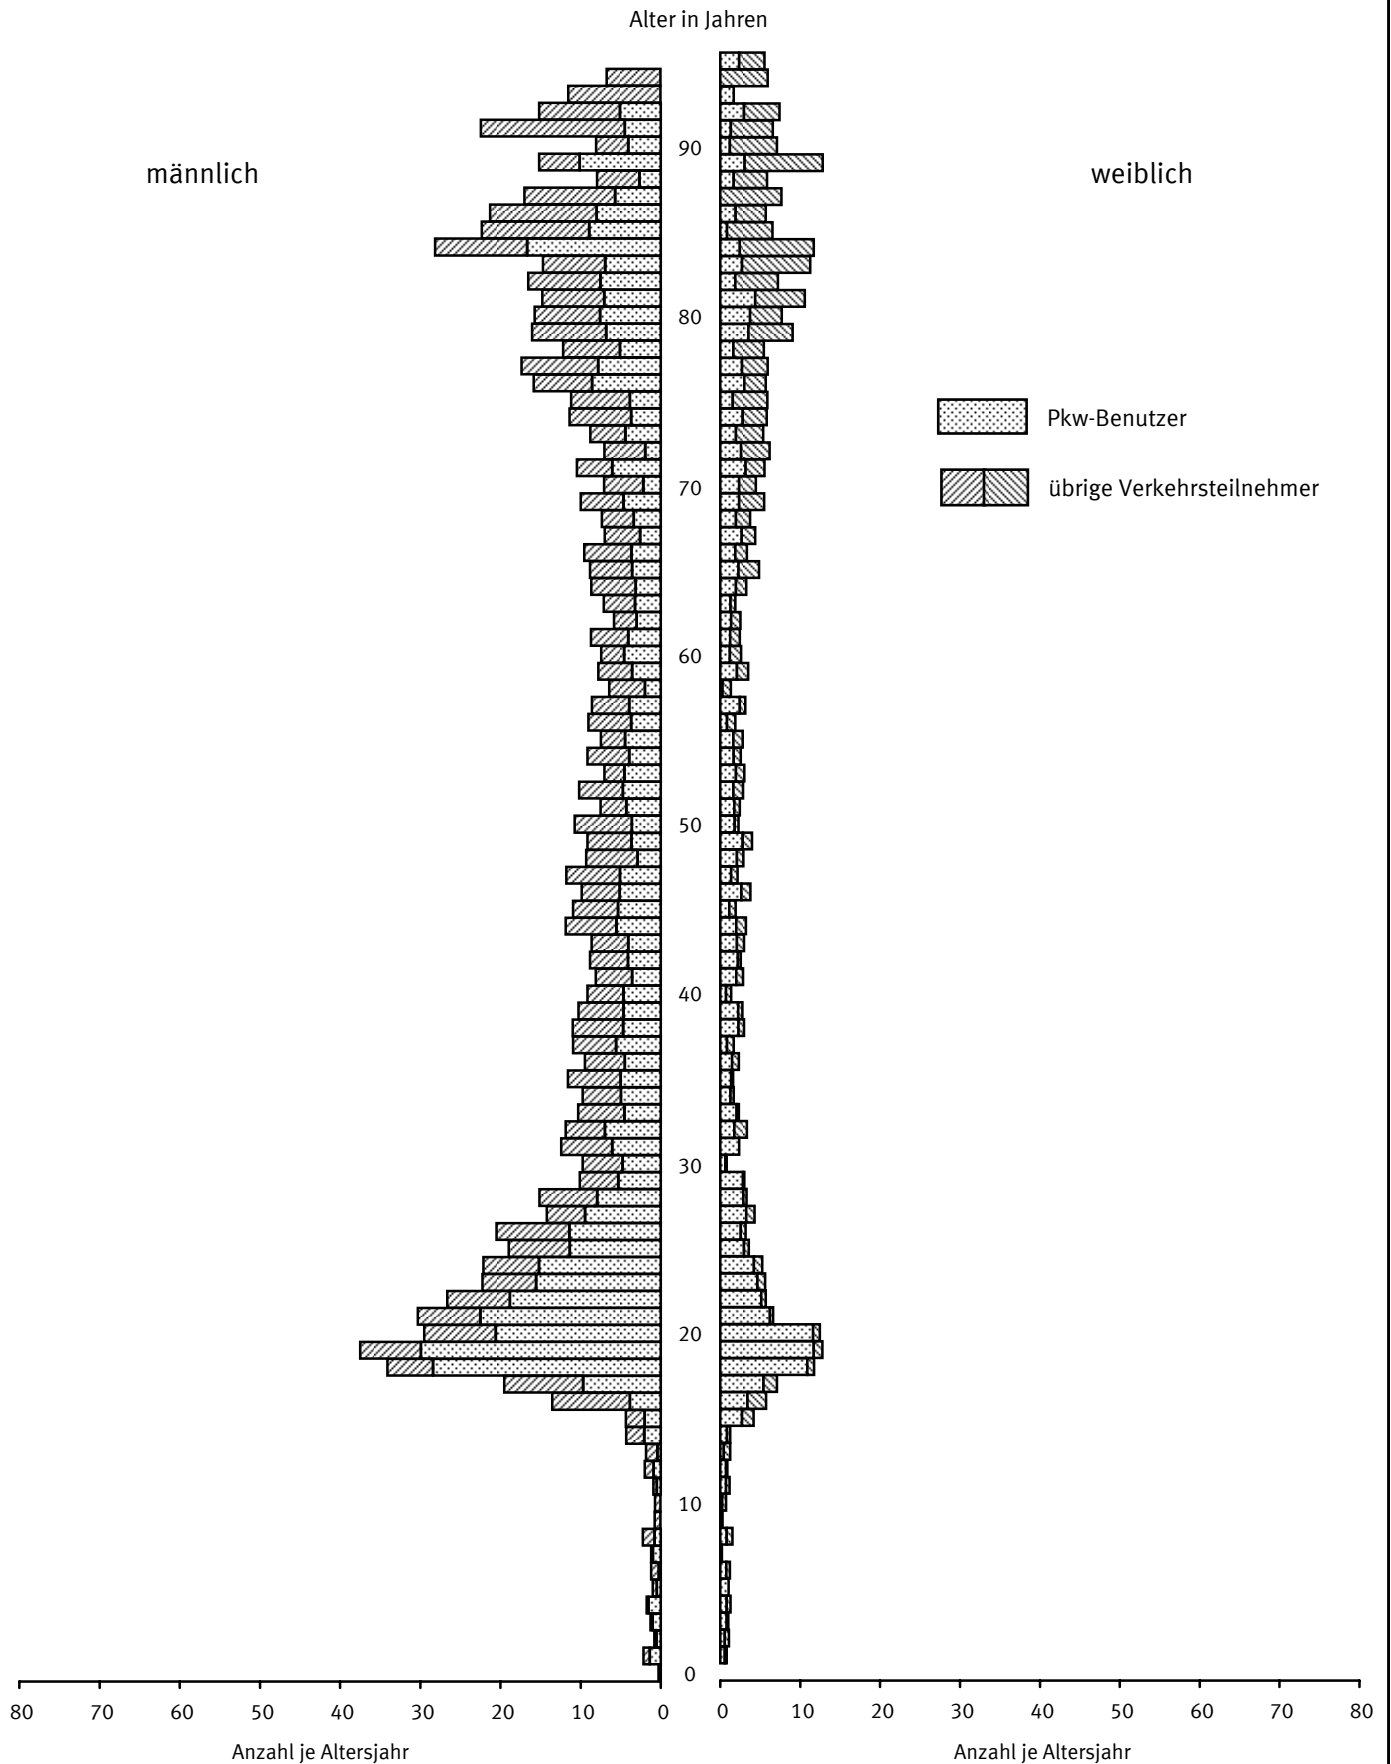 Alter in Jahren
männlich
weiblich
90
80
70
60
50
40
30
20
10
0
Pkw-Benutzer
übrige Verkehrsteilnehmer
80 70 60 50 40 30 20 10 0
0 10 20 30 40 50 60 70 80
Anzahl je Altersjahr
Anzahl je Altersjahr